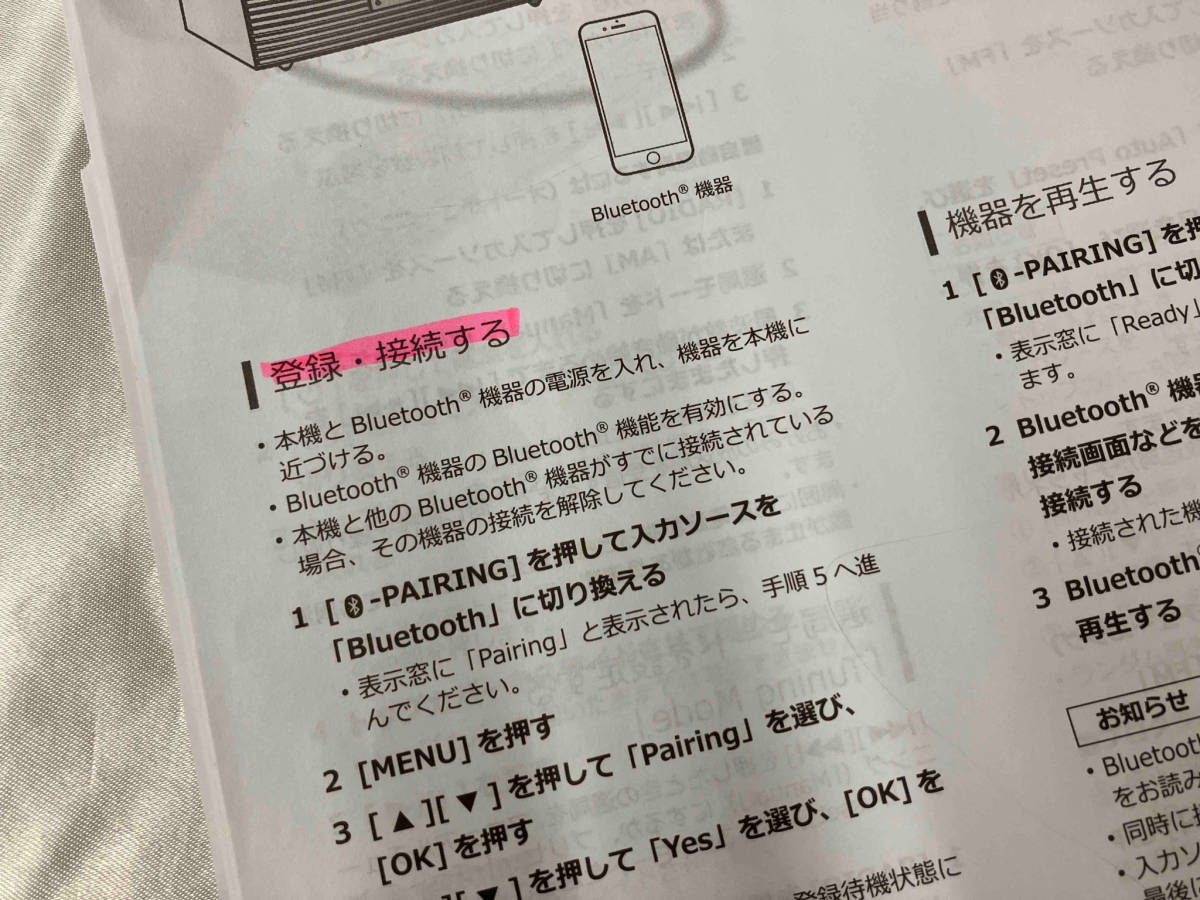 Bluetooth® 機器
登録・接続する
・本機と Bluetooth® 機器の電源を入れ、機器を本機に
近づける。
・Bluetooth® 機器の Bluetooth® 機能を有効にする。
・本機と他の Bluetooth® 機器がすでに接続されている
場合、その機器の接続を解除してください。
1 [-PAIRING] を押して入力ソースを
「Bluetooth」に切り換える
・表示窓に「Pairing」と表示されたら、手順 5 へ進
んでください。
2 [MENU] を押す
3 [▲][▼] を押して「Pairing」を選び、
[OK] を押す
][▼] を押して「Yes」を選び、[OK] を
登録待機状態に
機器を再生する
1 [-PAIRING] を押
「Bluetooth」に切
・表示窓に「Ready」
ます。
2 Bluetooth® 機器
接続画面などを
接続する
・接続された機
3 Bluetooth®
再生する
お知らせ
・Bluetooth
をお読み
・同時に接
・入力ソ
最後に